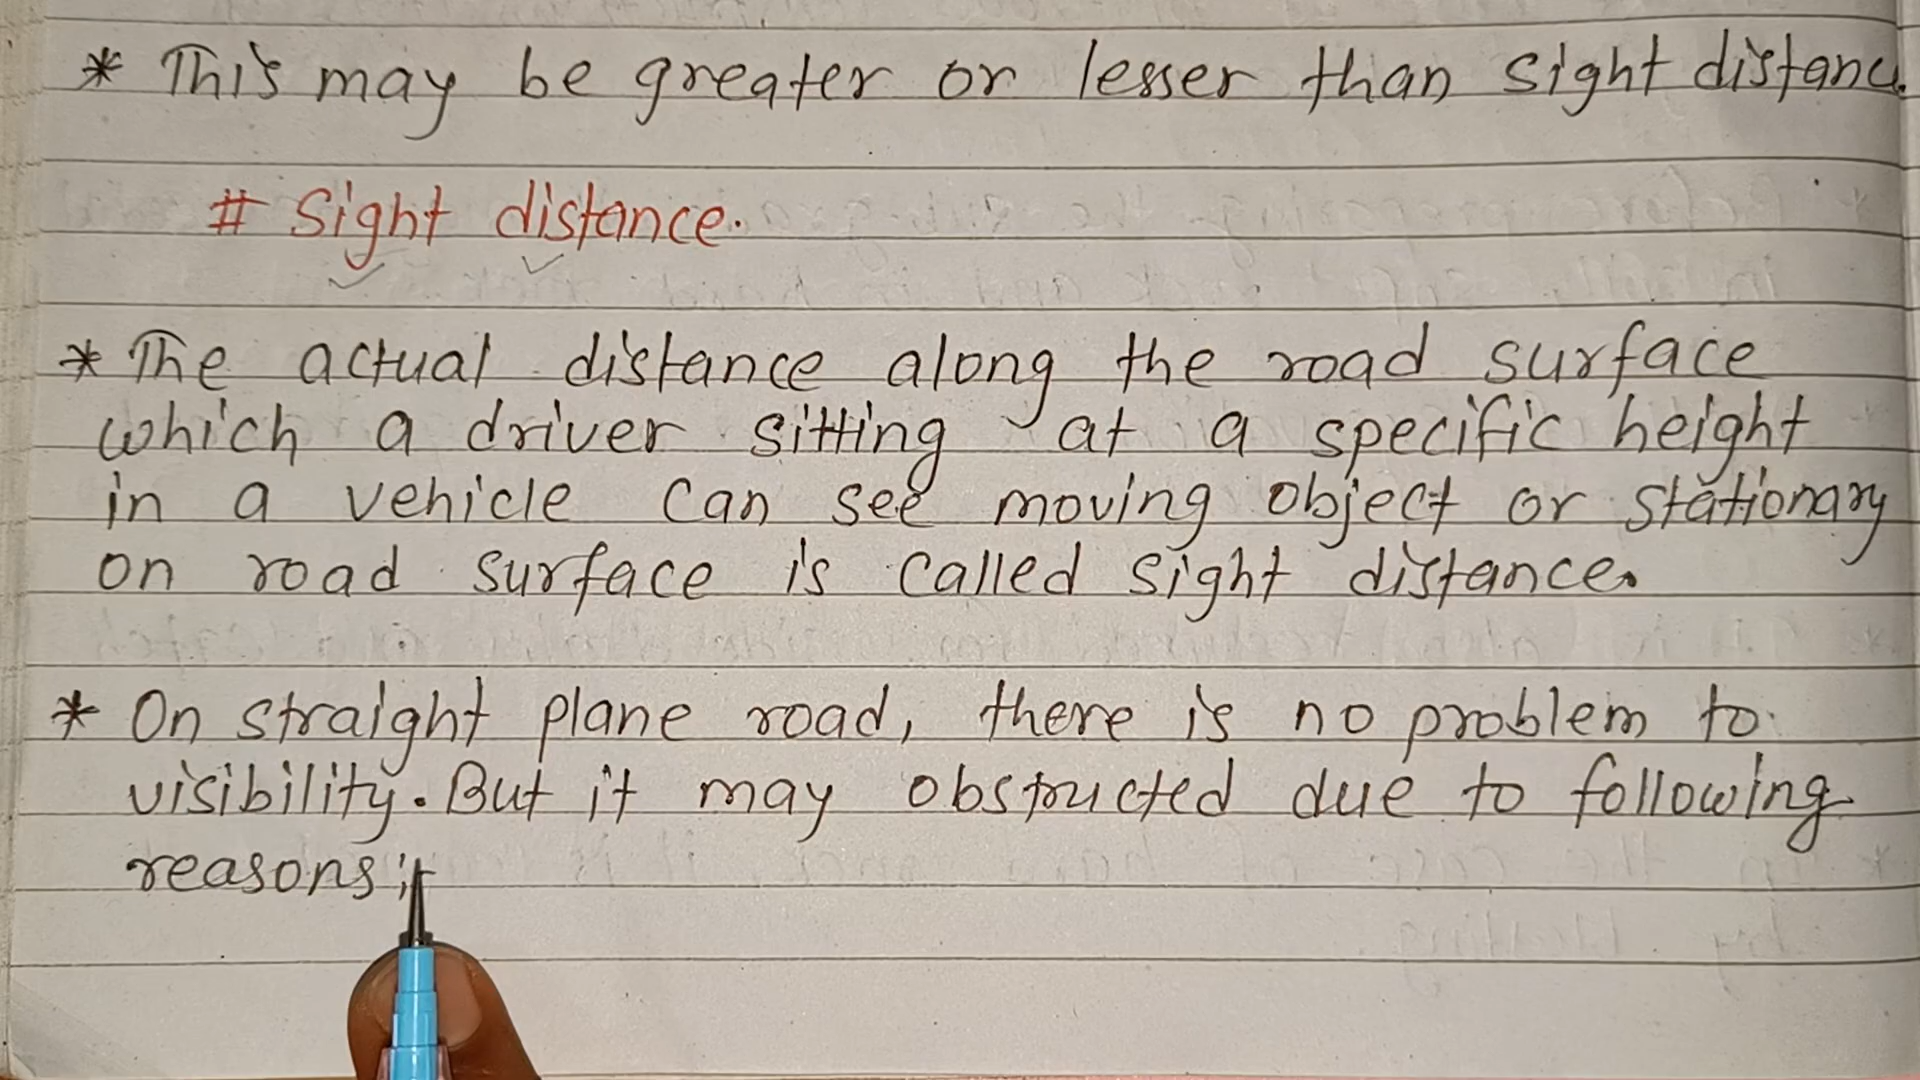 * This may be greater or lesser than sight distance.
# Sight distance.
* The actual distance along the road surface
which a driver sitting at a specific height
in a vehicle can see moving object or stationary
on road surface is called sight distance.
* On straight plane road, there is no problem to
visibility. But it may obstructed due to following
reasons:-